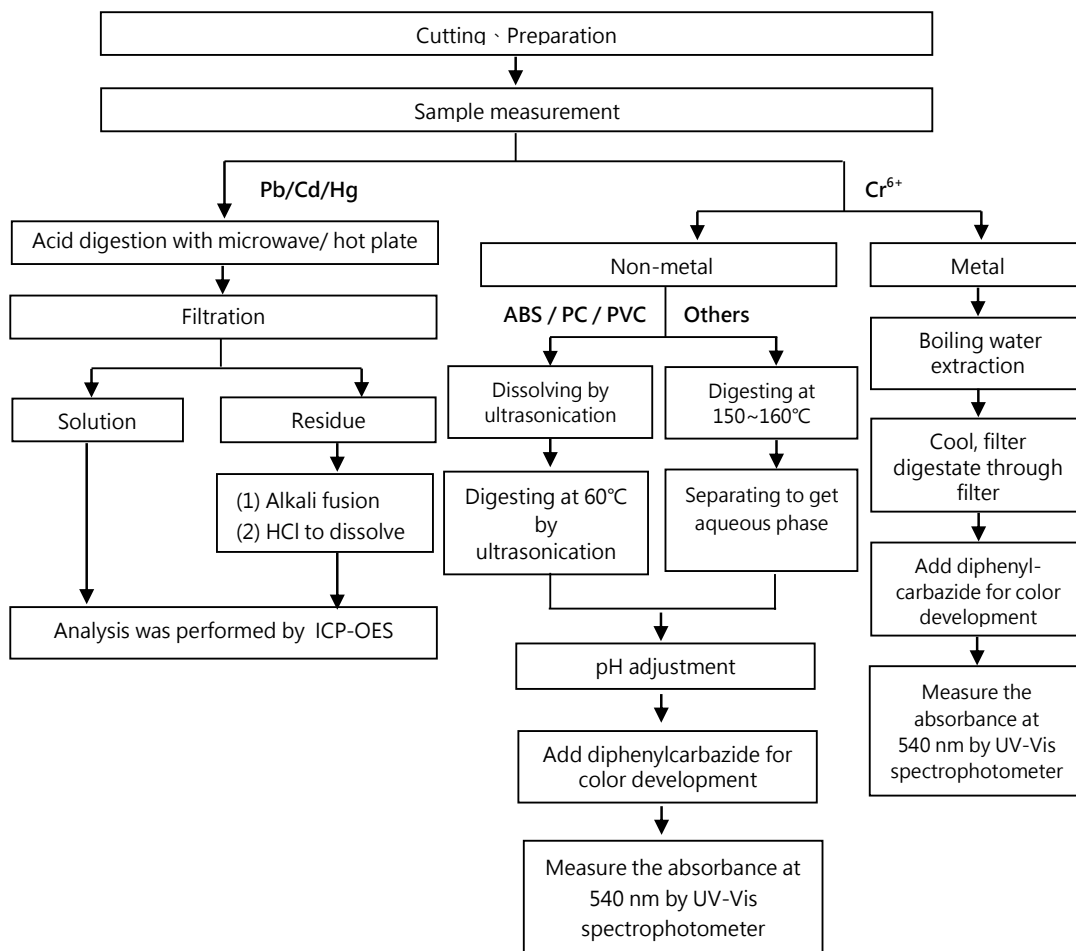 Cutting、Preparation
Sample measurement
Pb/Cd/Hg
Acid digestion with microwave/ hot plate
Filtration
Solution
Residue
(1) Alkali fusion
(2) HCl to dissolve
Analysis was performed by ICP-OES
Cr⁶⁺
Non-metal
ABS / PC / PVC
Others
Dissolving by
ultrasonication
Digesting at 60℃
by
ultrasonication
Digesting at
150~160℃
Separating to get
aqueous phase
pH adjustment
Add diphenylcarbazide for
color development
Measure the absorbance at
540 nm by UV-Vis
spectrophotometer
Metal
Boiling water
extraction
Cool, filter
digestate through
filter
Add diphenyl-
carbazide for color
development
Measure the
absorbance at
540 nm by UV-Vis
spectrophotometer